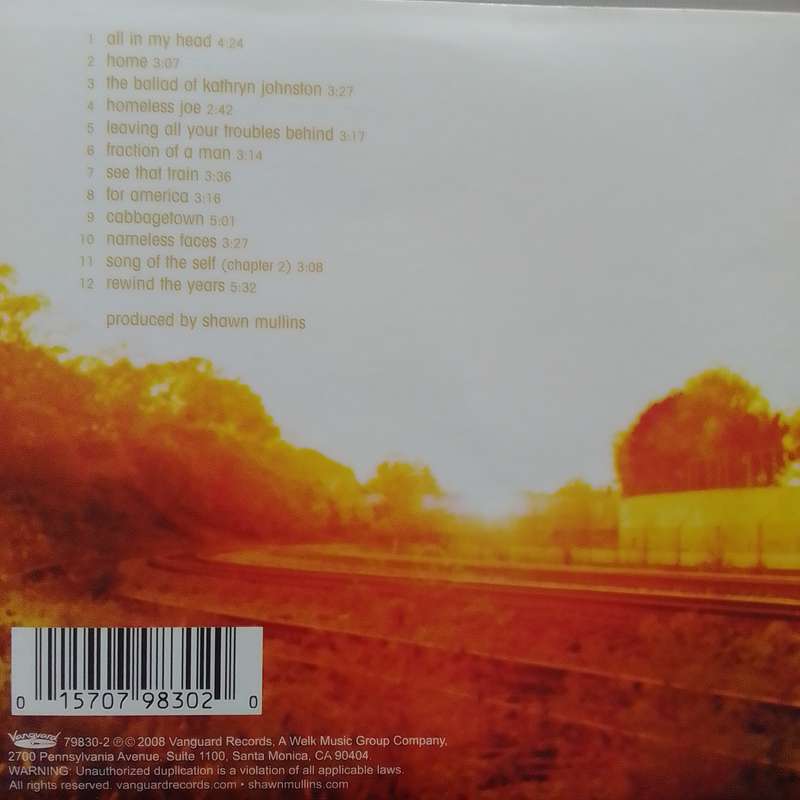 1 all in my head 4:24
2 home 3:07
3 the ballad of kathryn johnston 3:27
4 homeless joe 2:42
5 leaving all your troubles behind 3:17
6 fraction of a man 3:14
7 see that train 3:36
8 for america 3:16
9 cabbagetown 5:01
10 nameless faces 3:27
11 song of the self (chapter 2) 3:08
12 rewind the years 5:32
produced by shawn mullins
0 15707 98302 0
Vanguard 79830-2 ℗© 2008 Vanguard Records, A Welk Music Group Company,
2700 Pennsylvania Avenue, Suite 1100, Santa Monica, CA 90404.
WARNING: Unauthorized duplication is a violation of all applicable laws.
All rights reserved. vanguardrecords.com • shawnmullins.com